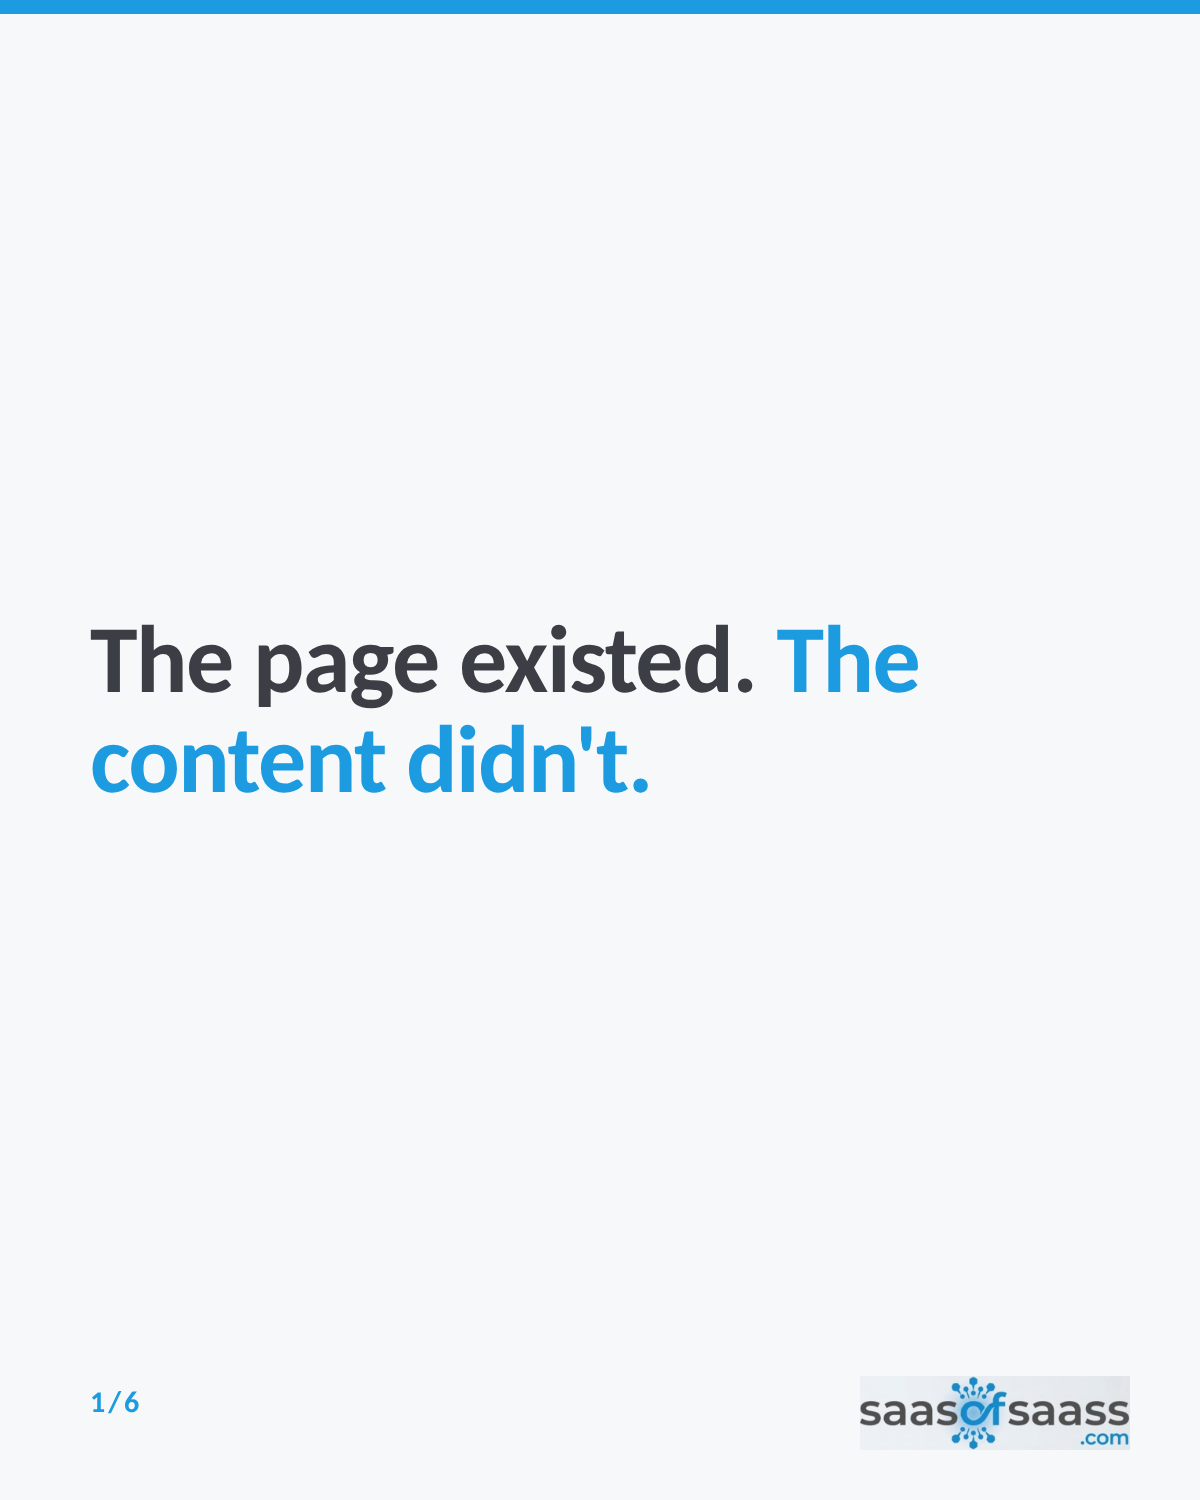 The page existed. The
content didn't.
1/6
saasofsaass
.com